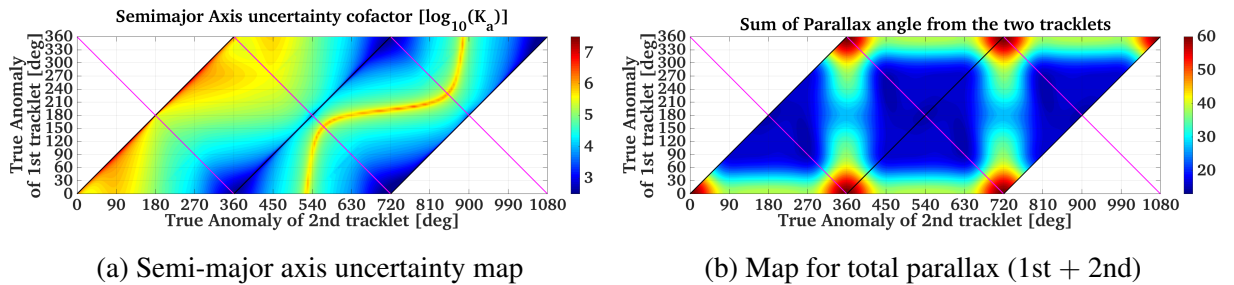 Semimajor Axis uncertainty cofactor [log10(Ka)]
True Anomaly
of 1st tracklet [deg]
360
330
300
270
240
210
180
150
120
90
60
30
0 90 180 270 360 450 540 630 720 810 900 990 1080
True Anomaly of 2nd tracklet [deg]
7
6
5
4
3
(a) Semi-major axis uncertainty map
Sum of Parallax angle from the two tracklets
True Anomaly
of 1st tracklet [deg]
360
330
300
270
240
210
180
150
120
90
60
30
0 90 180 270 360 450 540 630 720 810 900 990 1080
True Anomaly of 2nd tracklet [deg]
60
50
40
30
20
(b) Map for total parallax (1st + 2nd)